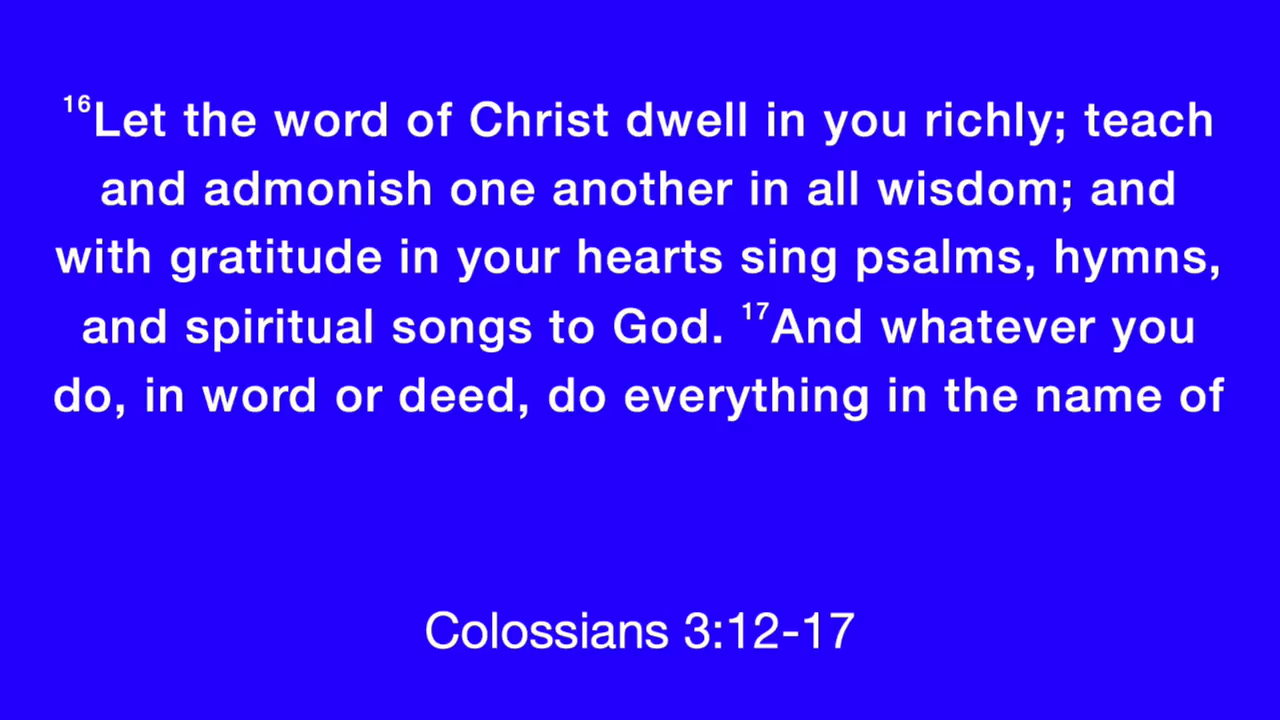 16Let the word of Christ dwell in you richly; teach
and admonish one another in all wisdom; and
with gratitude in your hearts sing psalms, hymns,
and spiritual songs to God. 17And whatever you
do, in word or deed, do everything in the name of
Colossians 3:12-17